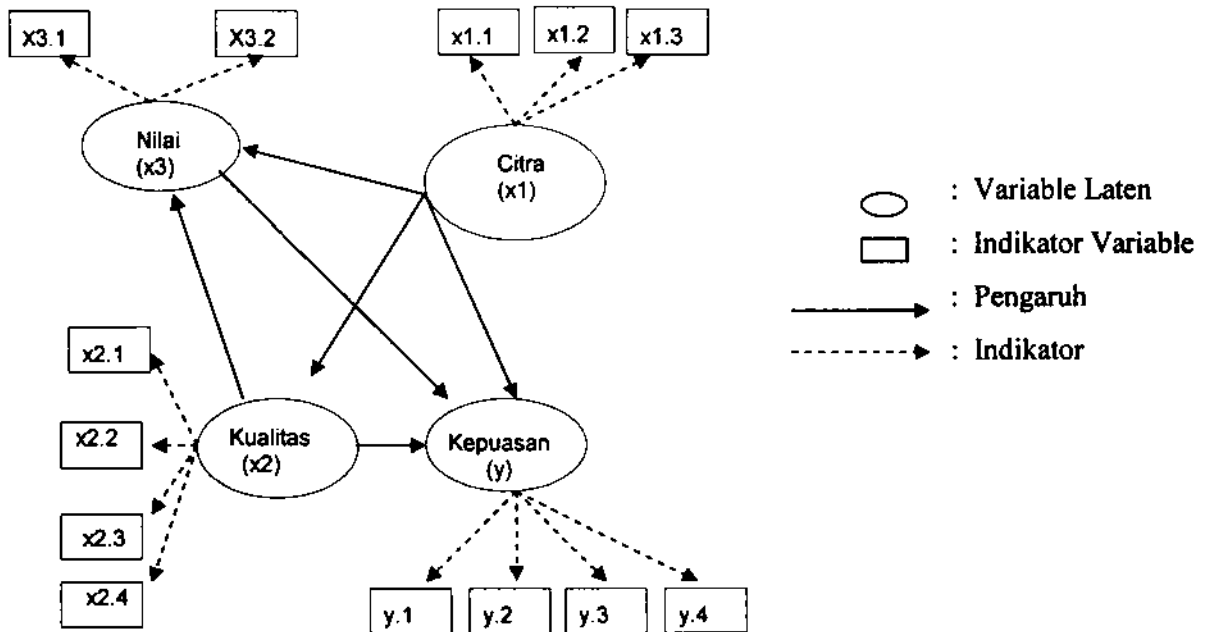 X3.1
X3.2
x1.1
x1.2
x1.3
Nilai
(x3)
Citra
(x1)
: Variable Laten
: Indikator Variable
: Pengaruh
: Indikator
x2.1
x2.2
x2.3
x2.4
Kualitas
(x2)
Kepuasan
(y)
y.1
y.2
y.3
y.4